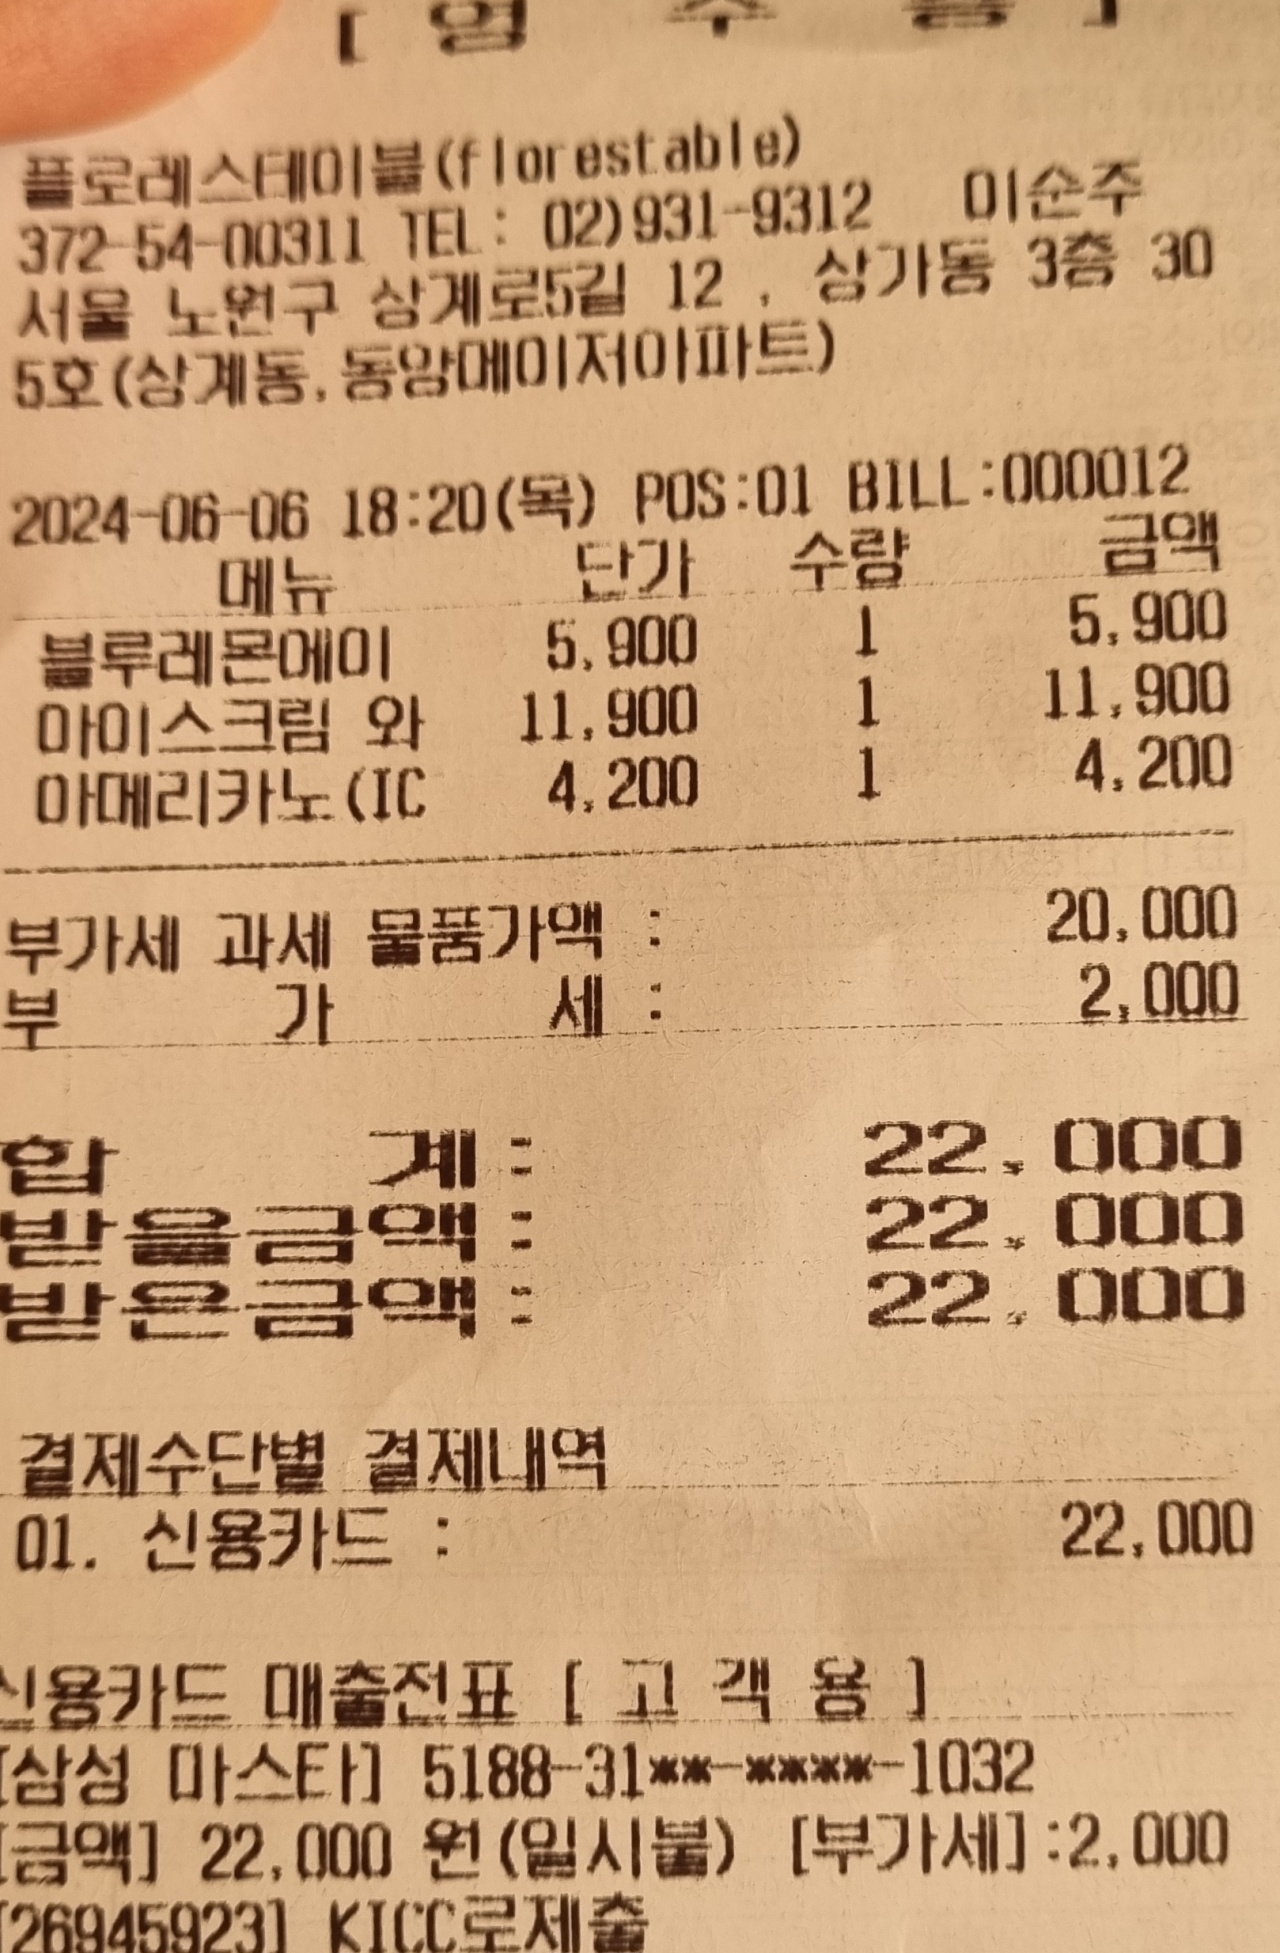 [ 영 수 증 ]
플로레스테이블(florestable)
372-54-00311 TEL : 02)931-9312 이순주
서울 노원구 상계로5길 12 , 상가동 3층 30
5호(상계동,동양메이저아파트)
2024-06-06 18:20(목) POS:01 BILL:000012
메뉴 단가 수량 금액
블루레몬에이 5,900 1 5,900
아이스크림 와 11,900 1 11,900
아메리카노(IC 4,200 1 4,200
부가세 과세 물품가액 : 20,000
부 가 세 : 2,000
합 계 : 22,000
받을금액 : 22,000
받은금액 : 22,000
결제수단별 결제내역
01. 신용카드 : 22,000
신용카드 매출전표 [ 고 객 용 ]
[삼성 마스타] 5188-31**-****-1032
[금액] 22,000 원(일시불) [부가세]:2,000
[26945923] KICC로제출